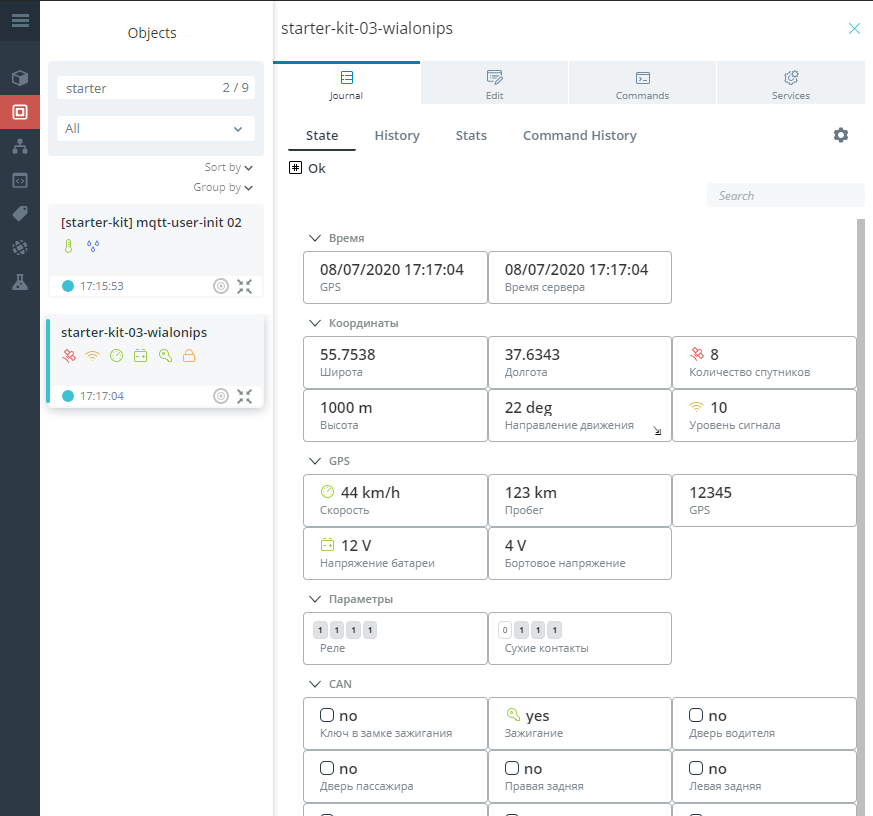 Objects
starter 2 / 9
All
Sort by
Group by
[starter-kit] mqtt-user-init 02
17:15:53
starter-kit-03-wialonips
17:17:04
starter-kit-03-wialonips
Journal Edit Commands Services
State History Stats Command History
Ok
Search
Время
08/07/2020 17:17:04 08/07/2020 17:17:04
GPS Время сервера
Координаты
55.7538 37.6343 8
Широта Долгота Количество спутников
1000 m 22 deg 10
Высота Направление движения Уровень сигнала
GPS
44 km/h 123 km 12345
Скорость Пробег GPS
12 V 4 V
Напряжение батареи Бортовое напряжение
Параметры
1 1 1 1 0 1 1 1
Реле Сухие контакты
CAN
no yes no
Ключ в замке зажигания Зажигание Дверь водителя
no no no
Дверь пассажира Правая задняя Левая задняя